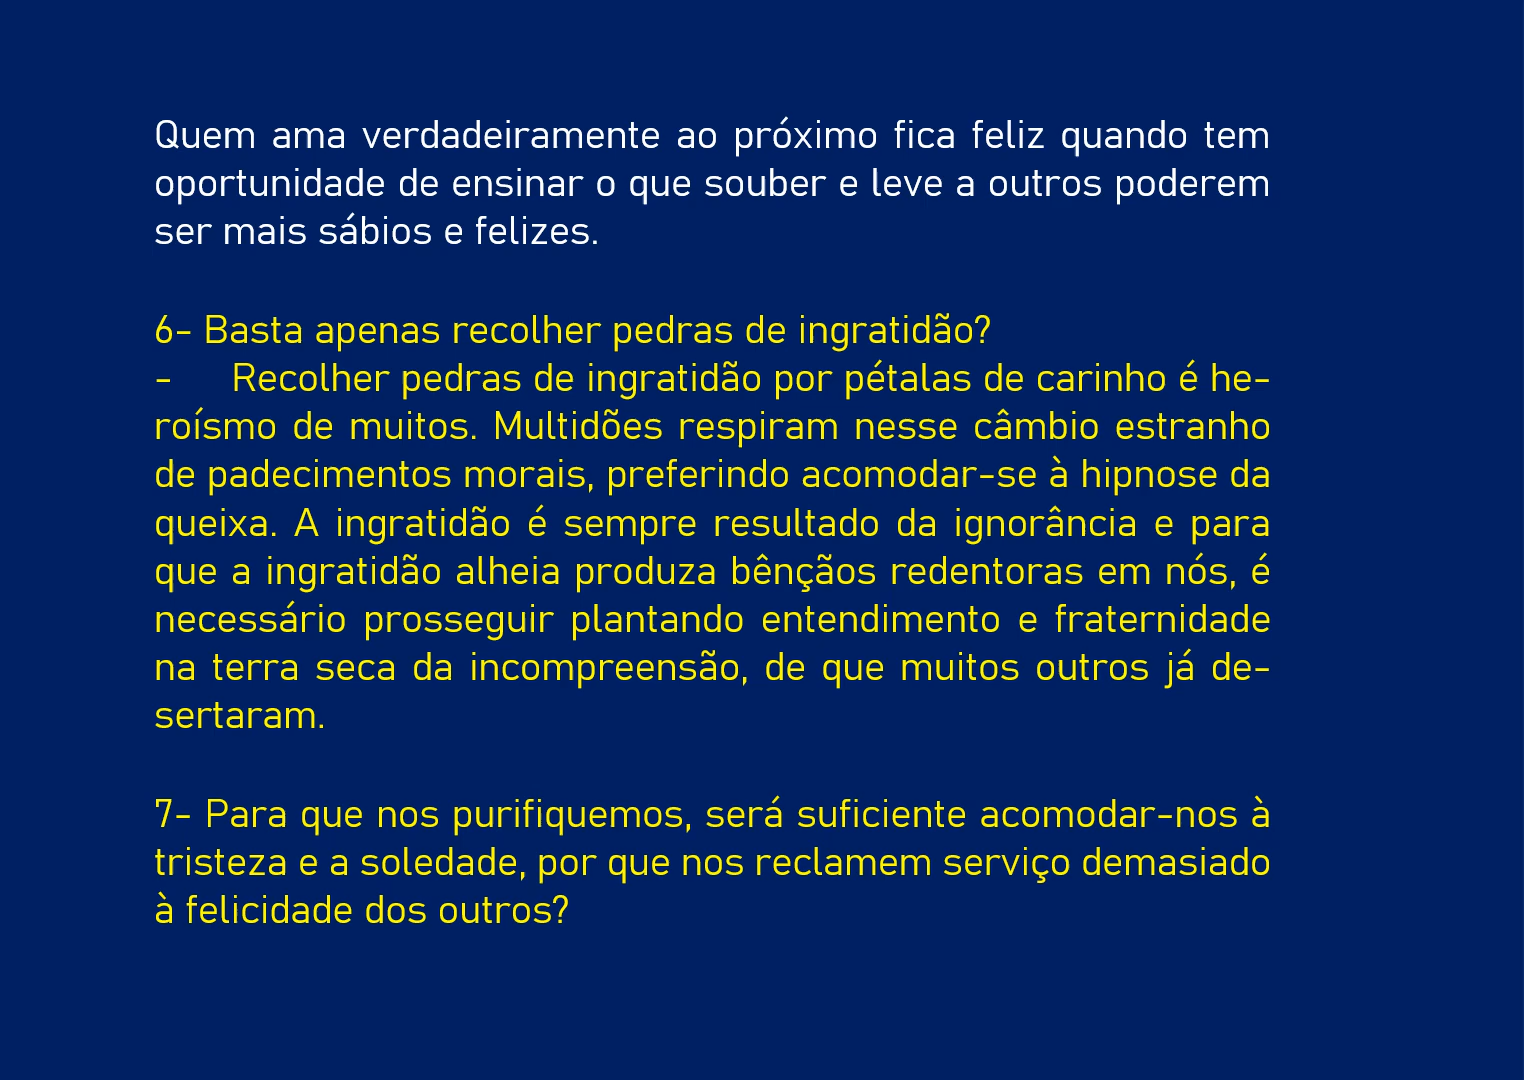 Quem ama verdadeiramente ao próximo fica feliz quando tem
oportunidade de ensinar o que souber e leve a outros poderem
ser mais sábios e felizes.
6- Basta apenas recolher pedras de ingratidão?
- Recolher pedras de ingratidão por pétalas de carinho é he-
roísmo de muitos. Multidões respiram nesse câmbio estranho
de padecimentos morais, preferindo acomodar-se à hipnose da
queixa. A ingratidão é sempre resultado da ignorância e para
que a ingratidão alheia produza bênçãos redentoras em nós, é
necessário prosseguir plantando entendimento e fraternidade
na terra seca da incompreensão, de que muitos outros já de-
sertaram.
7- Para que nos purifiquemos, será suficiente acomodar-nos à
tristeza e a soledade, por que nos reclamem serviço demasiado
à felicidade dos outros?